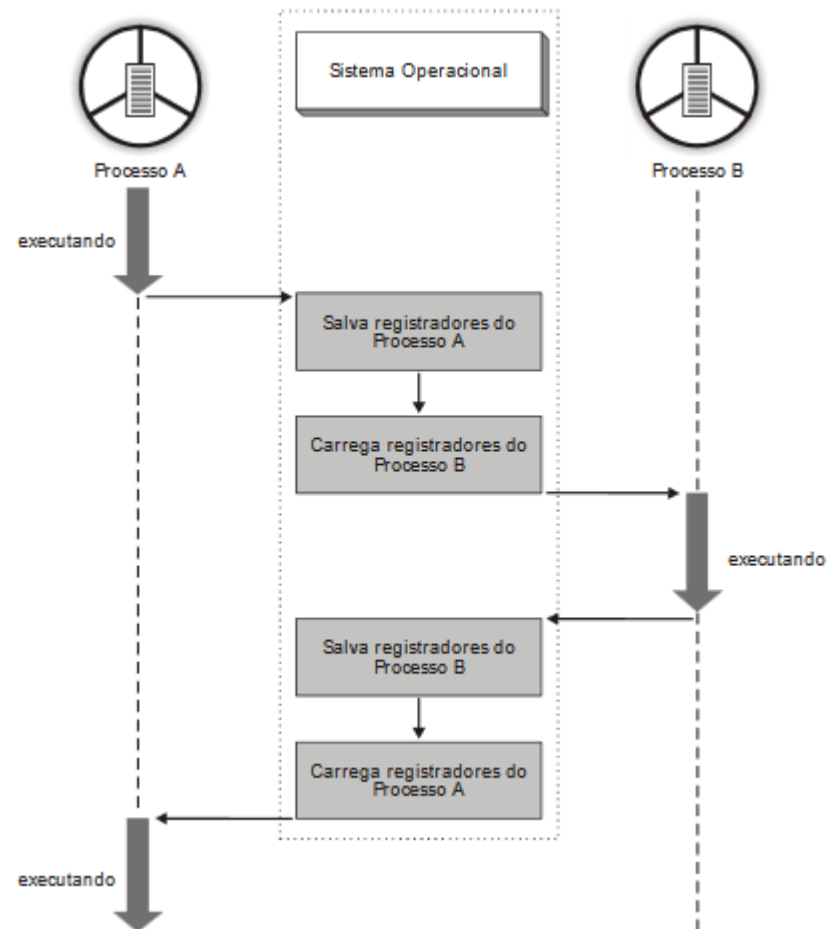 Sistema Operacional
Processo A
Processo B
executando
Salva registradores do
Processo A
Carrega registradores do
Processo B
executando
Salva registradores do
Processo B
Carrega registradores do
Processo A
executando